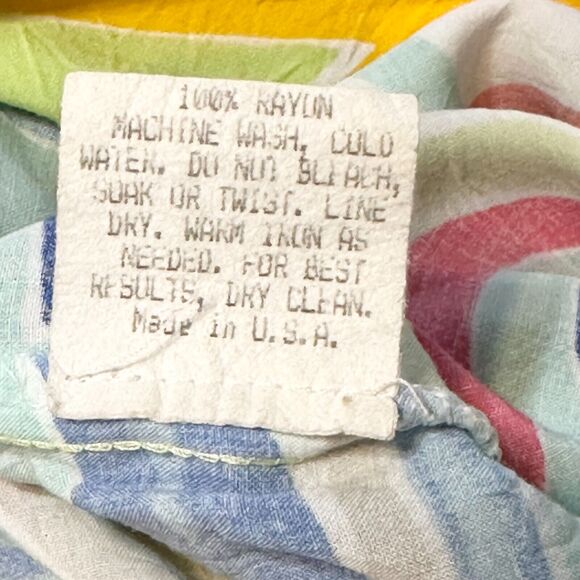 100% RAYON
MACHINE WASH, COLD
WATER. DO NOT BLEACH,
SOAK OR TWIST. LINE
DRY. WARM IRON AS
NEEDED. FOR BEST
RESULTS, DRY CLEAN.
Made in U.S.A.